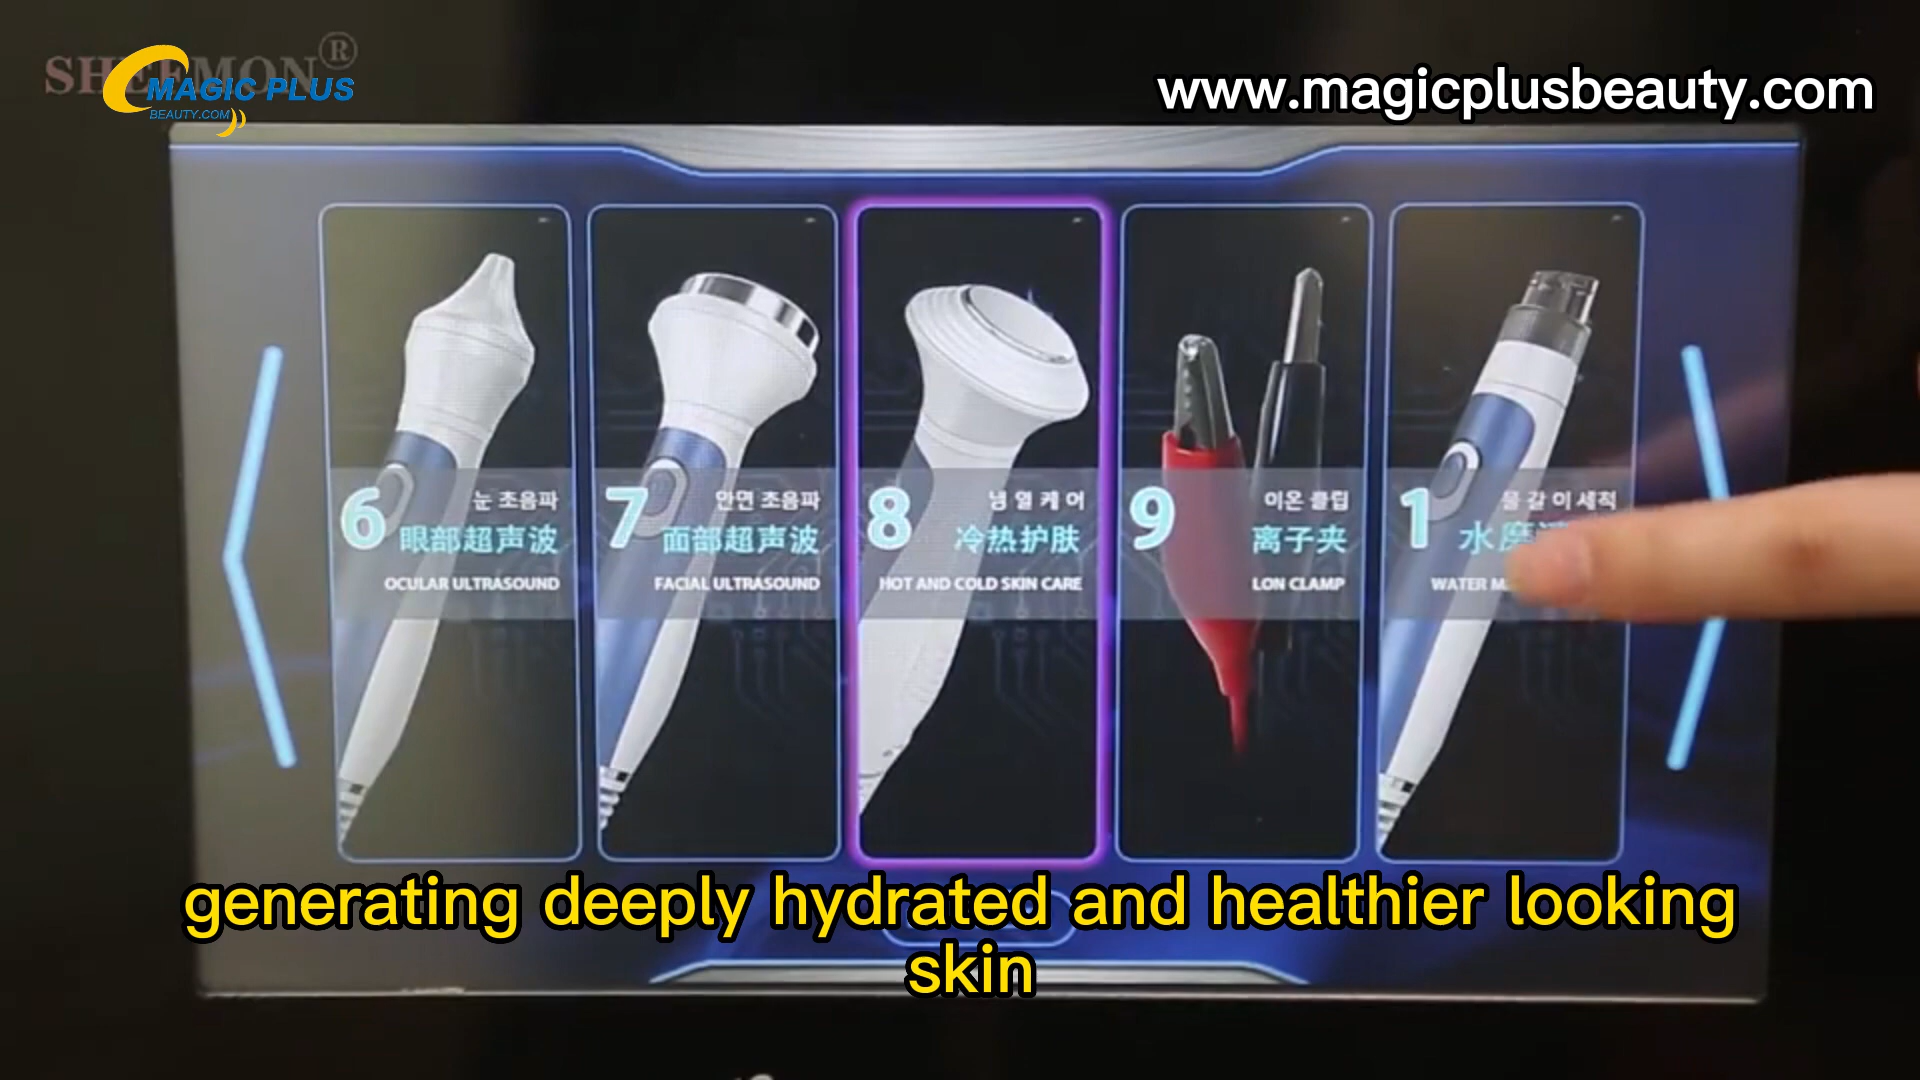 SHEEMON®
MAGIC PLUS
BEAUTY.COM
www.magicplusbeauty.com
6
눈 초음파
眼部超声波
OCULAR ULTRASOUND
7
안면 초음파
面部超声波
FACIAL ULTRASOUND
8
냉 열 케 어
冷热护肤
HOT AND COLD SKIN CARE
9
이온 클립
离子夹
LON CLAMP
1
물 갈 이 세척
水磨
WATER
generating deeply hydrated and healthier looking
skin